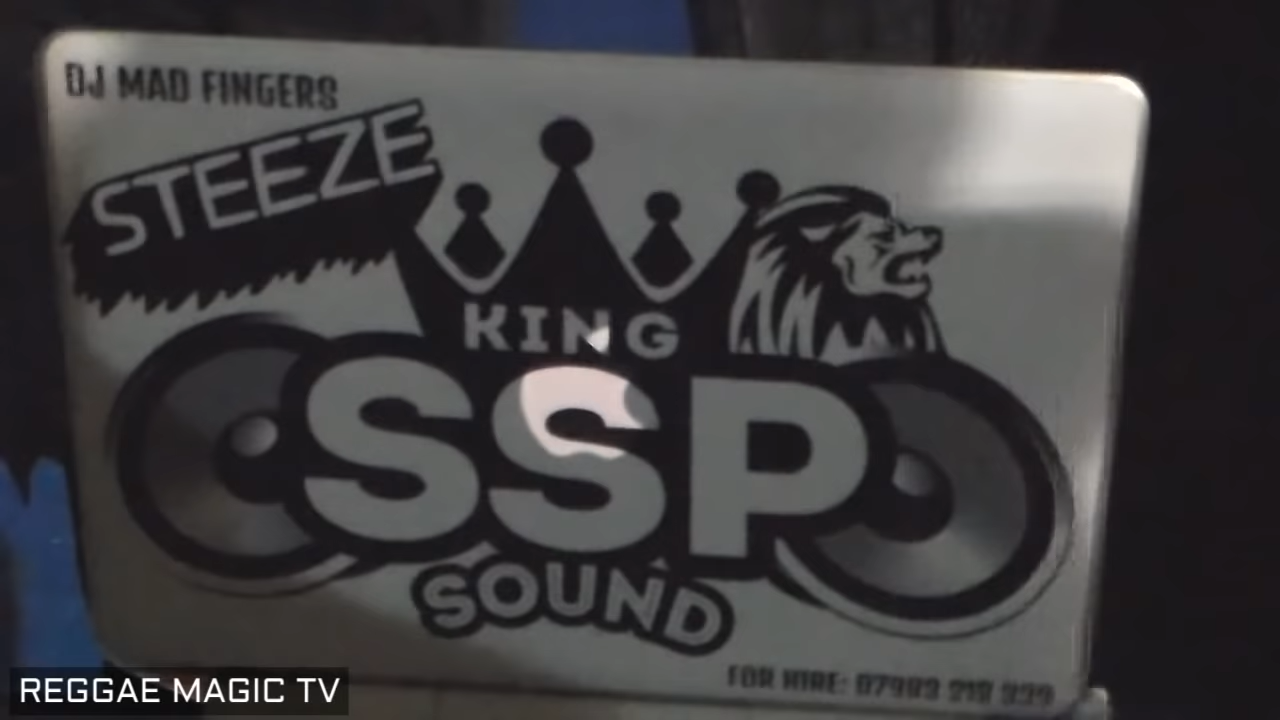 DJ MAD FINGERS
STEEZE
KING
SSP
SOUND
FOR HIRE:
REGGAE MAGIC TV